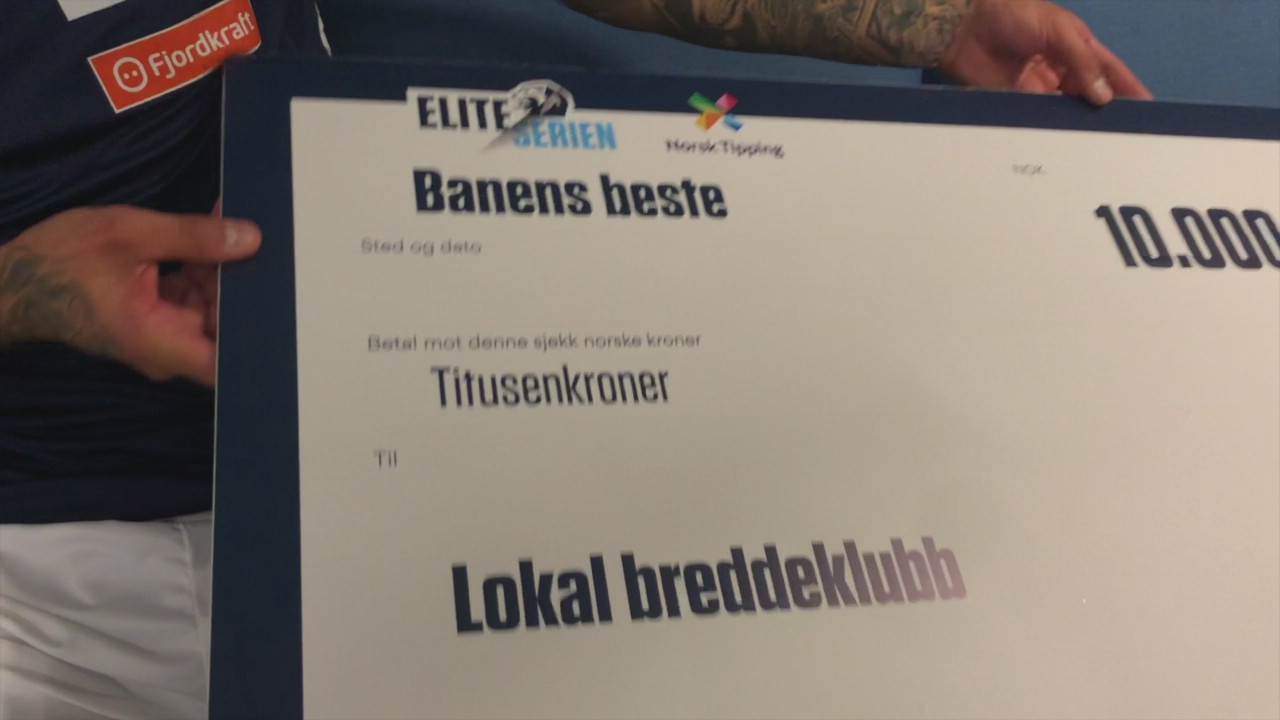 Fjordkraft
ELITE
SERIEN
Norsk Tipping
Banens beste
NOK
10.000
Sted og dato
Betal mot denne sjekk norske kroner
Titusenkroner
Til
Lokal breddeklubb